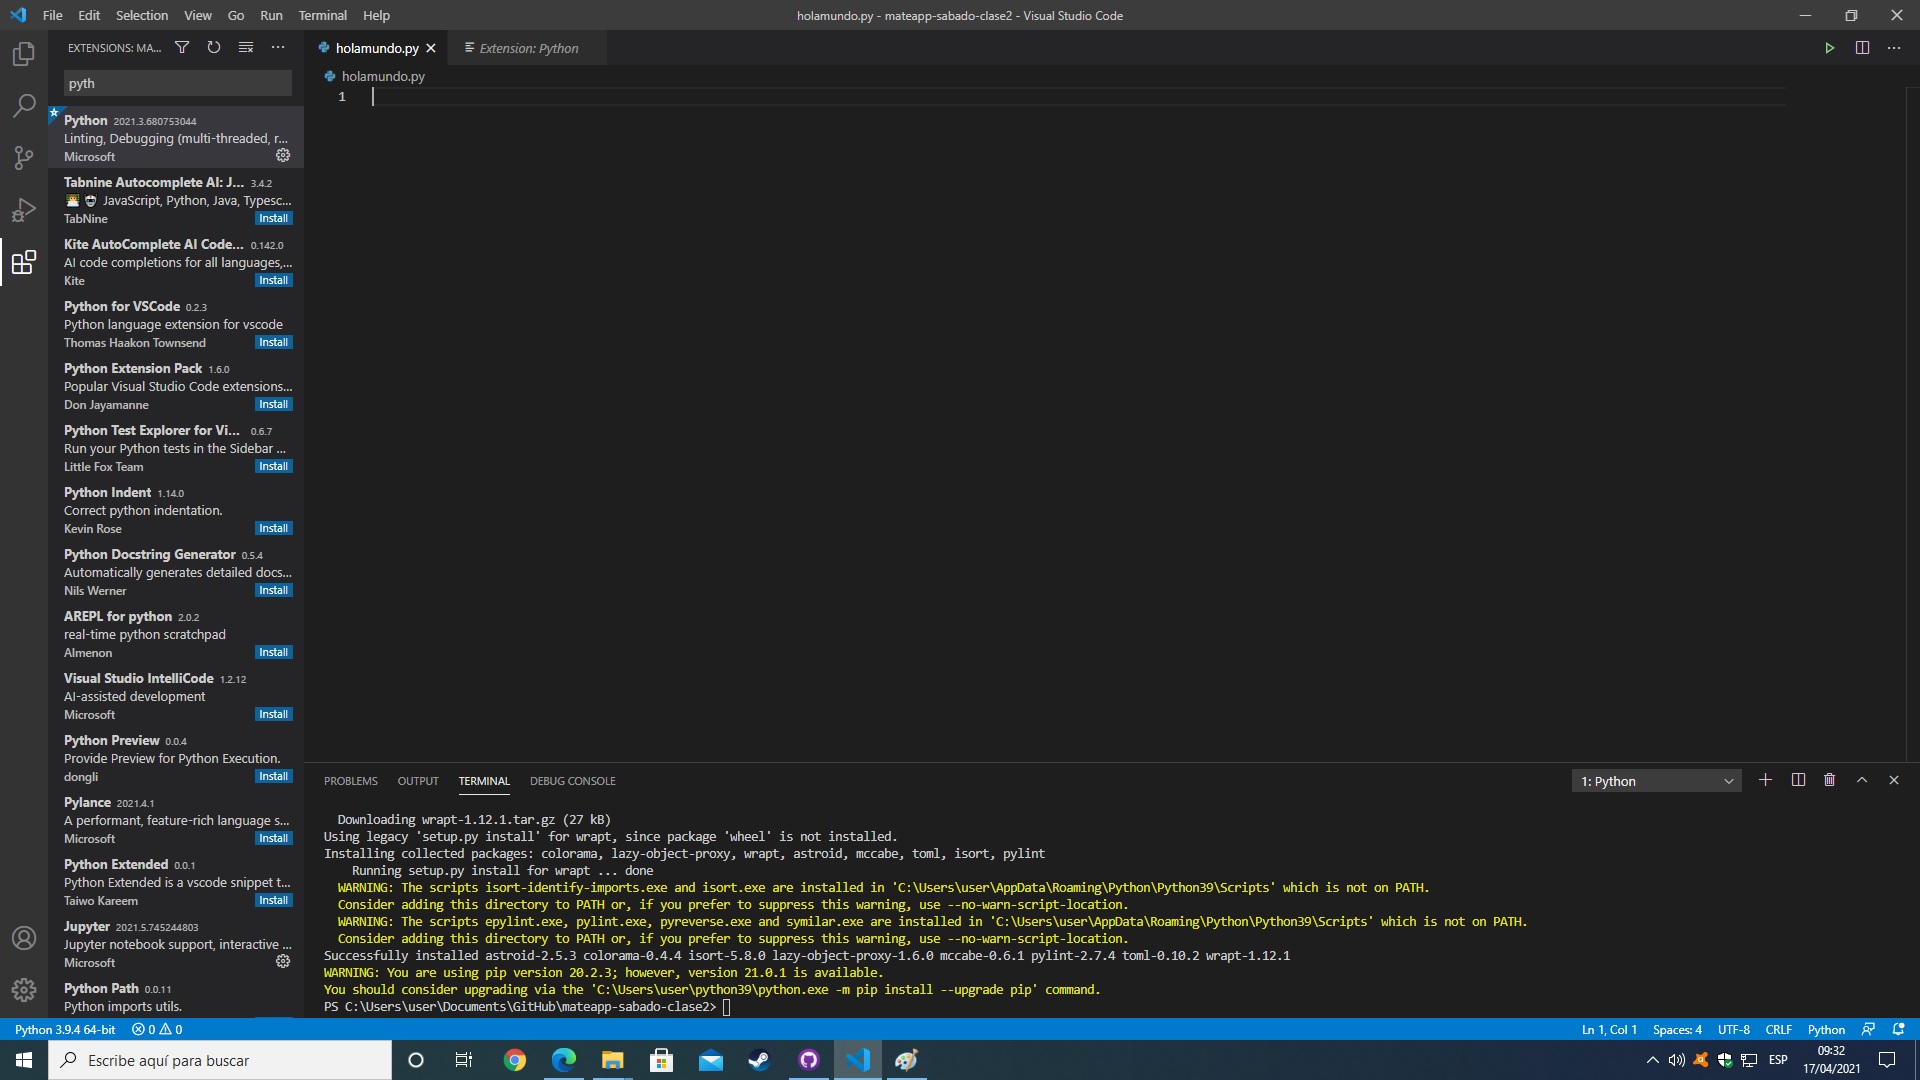 File Edit Selection View Go Run Terminal Help
holamundo.py - mateapp-sabado-clase2 - Visual Studio Code
EXTENSIONS: MA...
holamundo.py
Extension: Python
pyth
holamundo.py
1
Python 2021.3.680753044
Linting, Debugging (multi-threaded, r...
Microsoft
Tabnine Autocomplete AI: J... 3.4.2
JavaScript, Python, Java, Typesc...
TabNine Install
Kite AutoComplete AI Code... 0.142.0
AI code completions for all languages,...
Kite Install
Python for VSCode 0.2.3
Python language extension for vscode
Thomas Haakon Townsend Install
Python Extension Pack 1.6.0
Popular Visual Studio Code extensions...
Don Jayamanne Install
Python Test Explorer for Vi... 0.6.7
Run your Python tests in the Sidebar ...
Little Fox Team Install
Python Indent 1.14.0
Correct python indentation.
Kevin Rose Install
Python Docstring Generator 0.5.4
Automatically generates detailed docs...
Nils Werner Install
AREPL for python 2.0.2
real-time python scratchpad
Almenon Install
Visual Studio IntelliCode 1.2.12
AI-assisted development
Microsoft Install
Python Preview 0.0.4
Provide Preview for Python Execution.
dongli Install
Pylance 2021.4.1
A performant, feature-rich language s...
Microsoft Install
Python Extended 0.0.1
Python Extended is a vscode snippet t...
Taiwo Kareem Install
Jupyter 2021.5.745244803
Jupyter notebook support, interactive ...
Microsoft
Python Path 0.0.11
Python imports utils.
PROBLEMS OUTPUT TERMINAL DEBUG CONSOLE
1: Python
Downloading wrapt-1.12.1.tar.gz (27 kB)
Using legacy 'setup.py install' for wrapt, since package 'wheel' is not installed.
Installing collected packages: colorama, lazy-object-proxy, wrapt, astroid, mccabe, toml, isort, pylint
Running setup.py install for wrapt ... done
WARNING: The scripts isort-identify-imports.exe and isort.exe are installed in 'C:\Users\user\AppData\Roaming\Python\Python39\Scripts' which is not on PATH.
Consider adding this directory to PATH or, if you prefer to suppress this warning, use --no-warn-script-location.
WARNING: The scripts epylint.exe, pylint.exe, pyreverse.exe and symilar.exe are installed in 'C:\Users\user\AppData\Roaming\Python\Python39\Scripts' which is not on PATH.
Consider adding this directory to PATH or, if you prefer to suppress this warning, use --no-warn-script-location.
Successfully installed astroid-2.5.3 colorama-0.4.4 isort-5.8.0 lazy-object-proxy-1.6.0 mccabe-0.6.1 pylint-2.7.4 toml-0.10.2 wrapt-1.12.1
WARNING: You are using pip version 20.2.3; however, version 21.0.1 is available.
You should consider upgrading via the 'C:\Users\user\python39\python.exe -m pip install --upgrade pip' command.
PS C:\Users\user\Documents\GitHub\mateapp-sabado-clase2>
Python 3.9.4 64-bit 0 0
Ln 1, Col 1 Spaces: 4 UTF-8 CRLF Python
Escribe aquí para buscar
ESP
09:32
17/04/2021